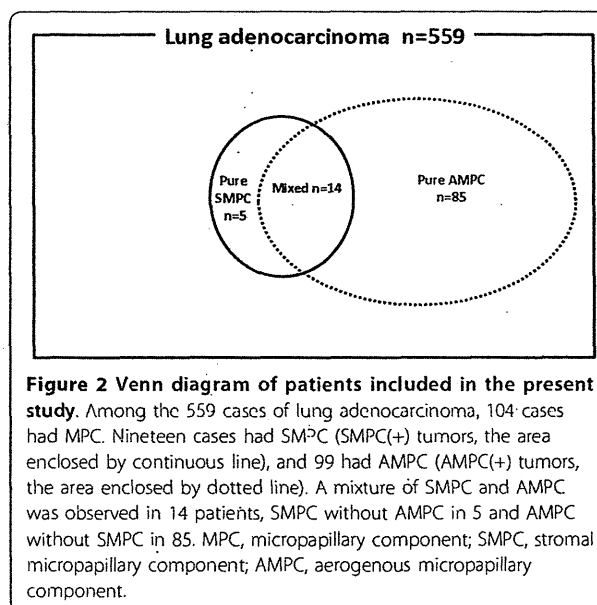 Lung adenocarcinoma n=559
Pure
SMPC
n=5
Mixed n=14
Pure AMPC
n=85
Figure 2 Venn diagram of patients included in the present
study. Among the 559 cases of lung adenocarcinoma, 104 cases
had MPC. Nineteen cases had SMPC (SMPC(+) tumors, the area
enclosed by continuous line), and 99 had AMPC (AMPC(+) tumors,
the area enclosed by dotted line). A mixture of SMPC and AMPC
was observed in 14 patients, SMPC without AMPC in 5 and AMPC
without SMPC in 85. MPC, micropapillary component; SMPC, stromal
micropapillary component; AMPC, aerogenous micropapillary
component.